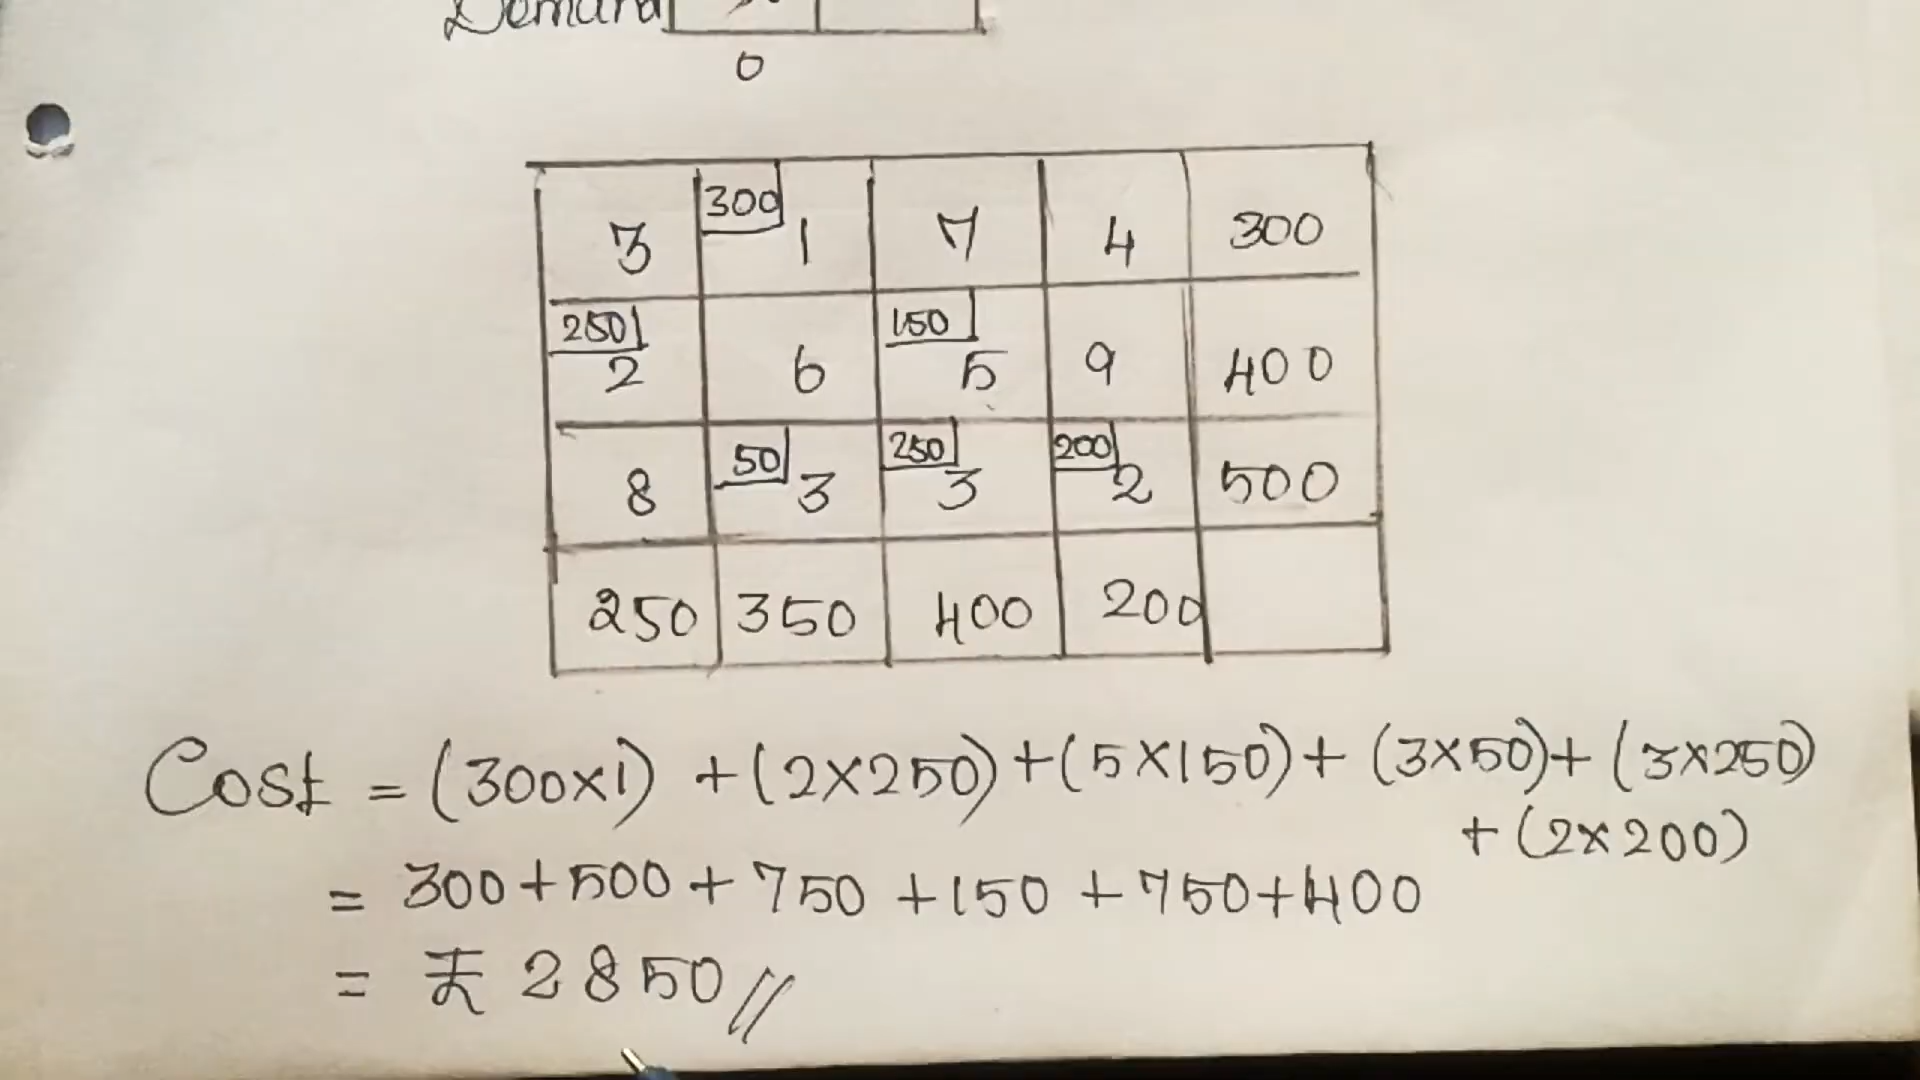 Demand
0
300
3 1 7 4 300
250 150
2 6 5 9 400
50 250 200
8 3 3 2 500
250 350 400 200
Cost = (300×1) + (2×250) + (5×150) + (3×50) + (3×250)
+ (2×200)
= 300 + 500 + 750 + 150 + 750 + 400
= ₹ 2850 //